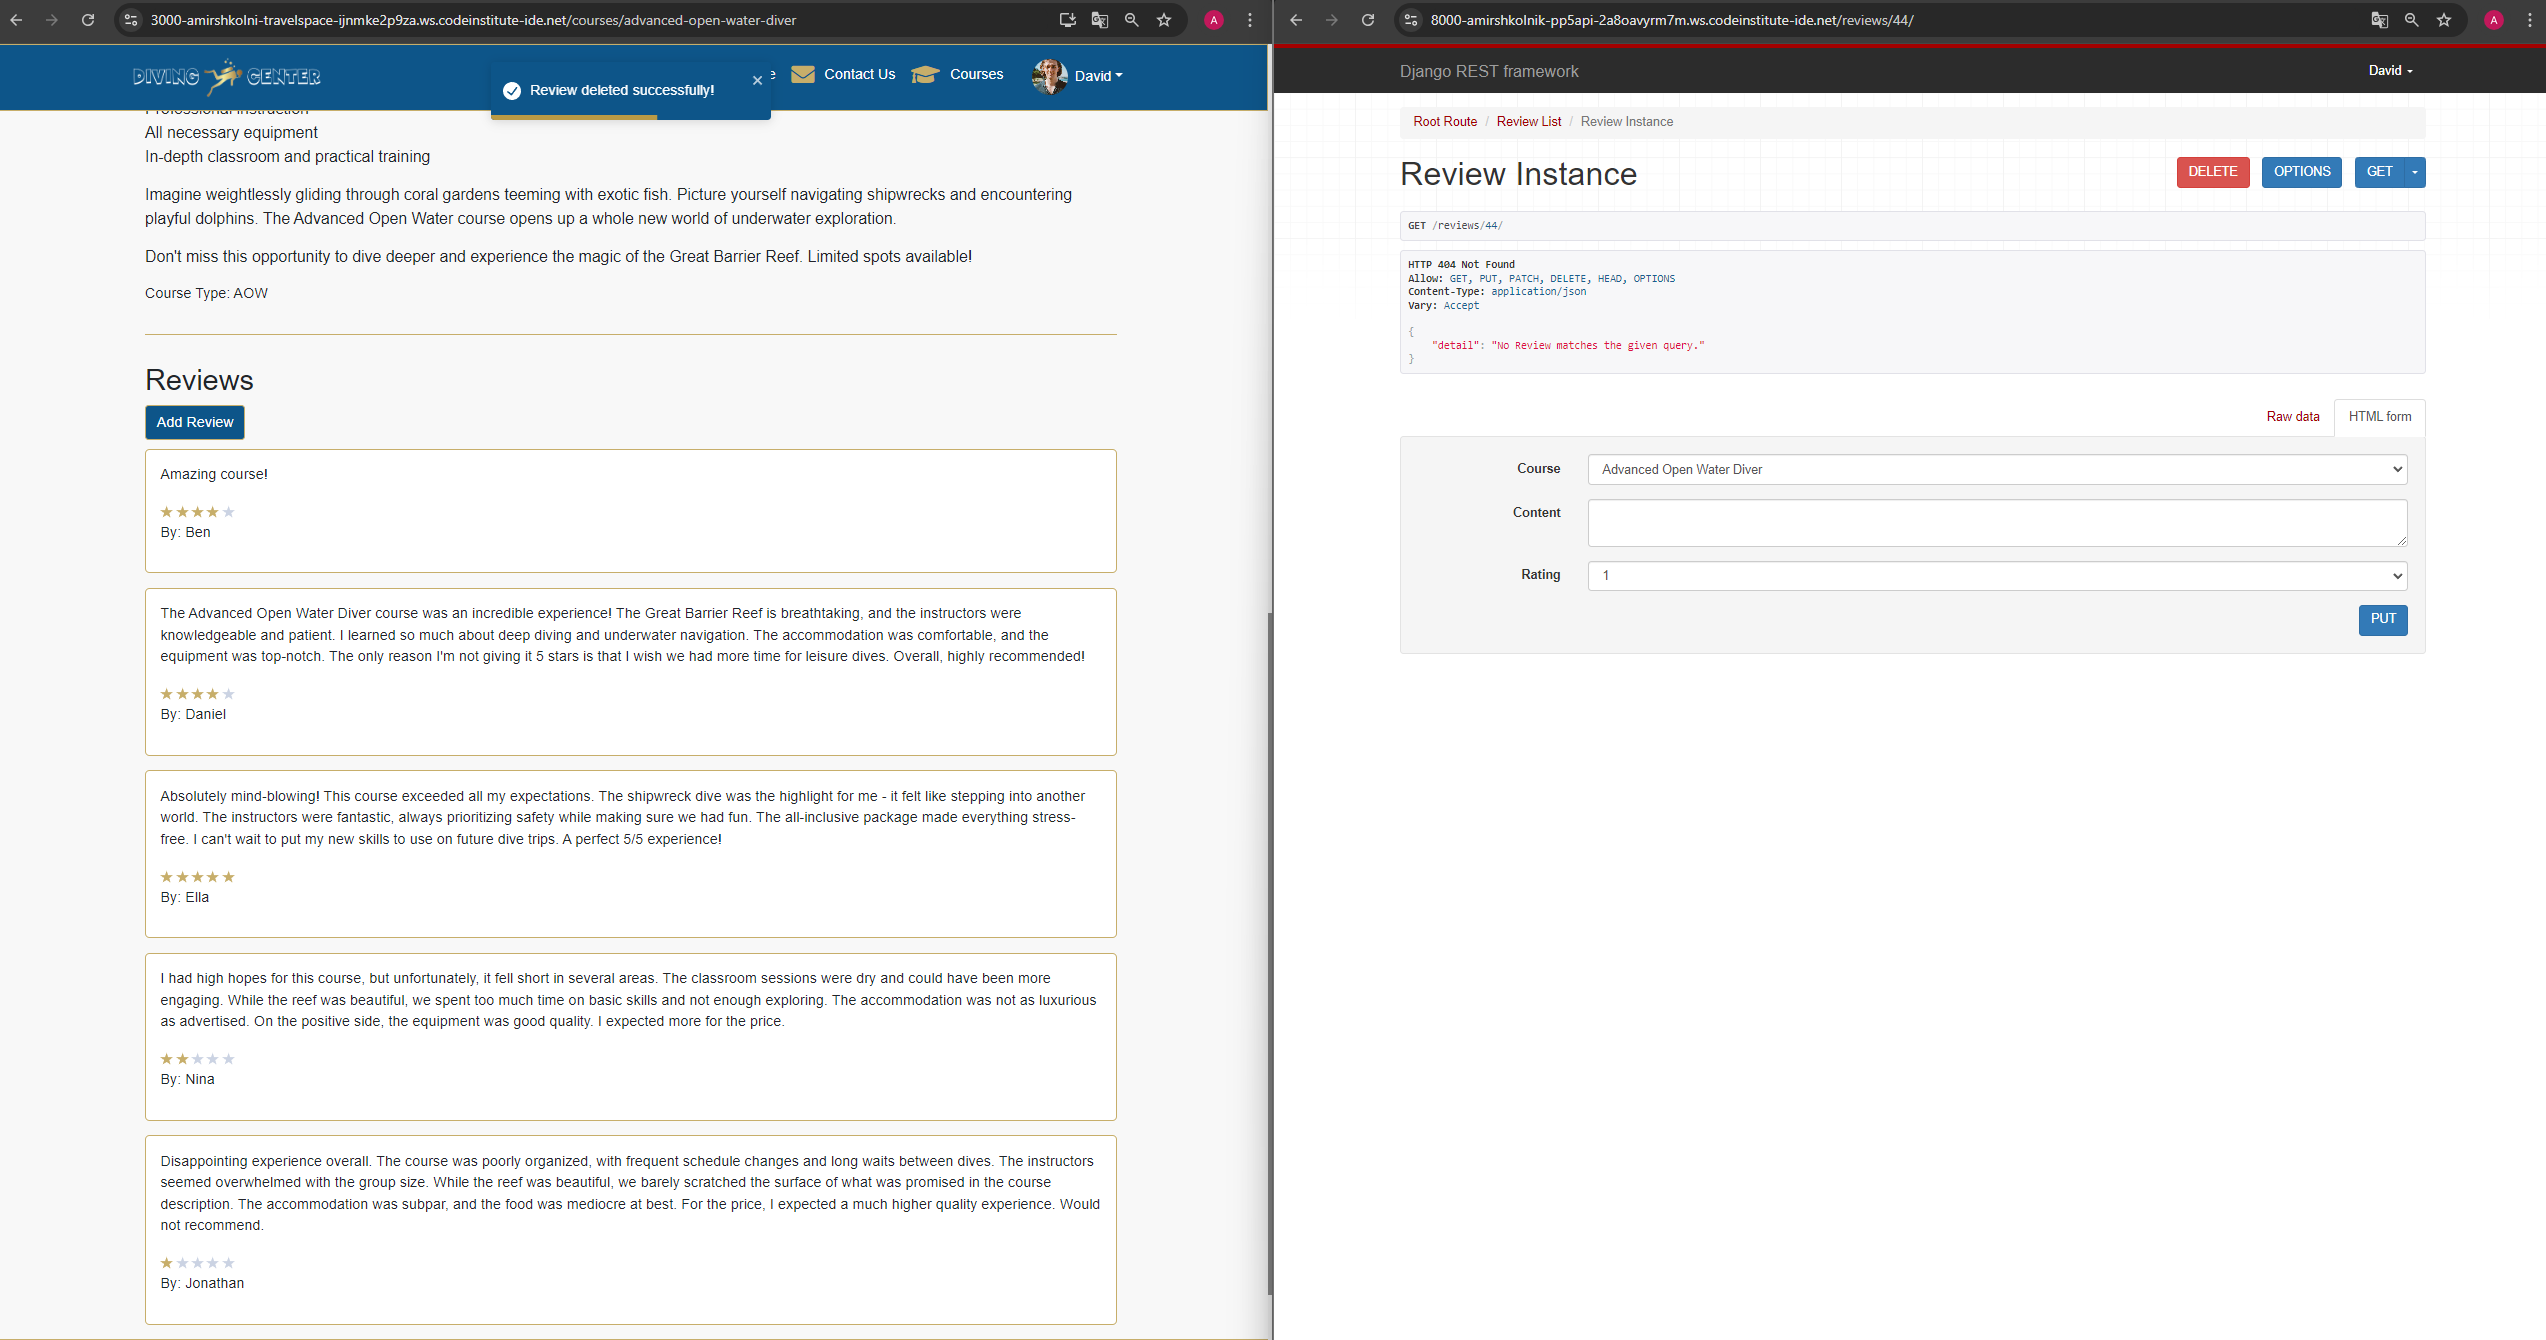 3000-amirshkolni-travelspace-ijnmke2p9za.ws.codeinstitute-ide.net/courses/advanced-open-water-diver
A
DIVING CENTER
Review deleted successfully!
e
Contact Us
Courses
David
Professional instruction
All necessary equipment
In-depth classroom and practical training
Imagine weightlessly gliding through coral gardens teeming with exotic fish. Picture yourself navigating shipwrecks and encountering
playful dolphins. The Advanced Open Water course opens up a whole new world of underwater exploration.
Don't miss this opportunity to dive deeper and experience the magic of the Great Barrier Reef. Limited spots available!
Course Type: AOW
Reviews
Add Review
Amazing course!
By: Ben
The Advanced Open Water Diver course was an incredible experience! The Great Barrier Reef is breathtaking, and the instructors were
knowledgeable and patient. I learned so much about deep diving and underwater navigation. The accommodation was comfortable, and the
equipment was top-notch. The only reason I'm not giving it 5 stars is that I wish we had more time for leisure dives. Overall, highly recommended!
By: Daniel
Absolutely mind-blowing! This course exceeded all my expectations. The shipwreck dive was the highlight for me - it felt like stepping into another
world. The instructors were fantastic, always prioritizing safety while making sure we had fun. The all-inclusive package made everything stress-
free. I can't wait to put my new skills to use on future dive trips. A perfect 5/5 experience!
By: Ella
I had high hopes for this course, but unfortunately, it fell short in several areas. The classroom sessions were dry and could have been more
engaging. While the reef was beautiful, we spent too much time on basic skills and not enough exploring. The accommodation was not as luxurious
as advertised. On the positive side, the equipment was good quality. I expected more for the price.
By: Nina
Disappointing experience overall. The course was poorly organized, with frequent schedule changes and long waits between dives. The instructors
seemed overwhelmed with the group size. While the reef was beautiful, we barely scratched the surface of what was promised in the course
description. The accommodation was subpar, and the food was mediocre at best. For the price, I expected a much higher quality experience. Would
not recommend.
By: Jonathan
8000-amirshkolnik-pp5api-2a8oavyrm7m.ws.codeinstitute-ide.net/reviews/44/
A
Django REST framework
David
Root Route / Review List / Review Instance
Review Instance
DELETE
OPTIONS
GET
GET /reviews/44/
HTTP 404 Not Found
Allow: GET, PUT, PATCH, DELETE, HEAD, OPTIONS
Content-Type: application/json
Vary: Accept
{
"detail": "No Review matches the given query."
}
Raw data
HTML form
Course
Advanced Open Water Diver
Content
Rating
1
PUT